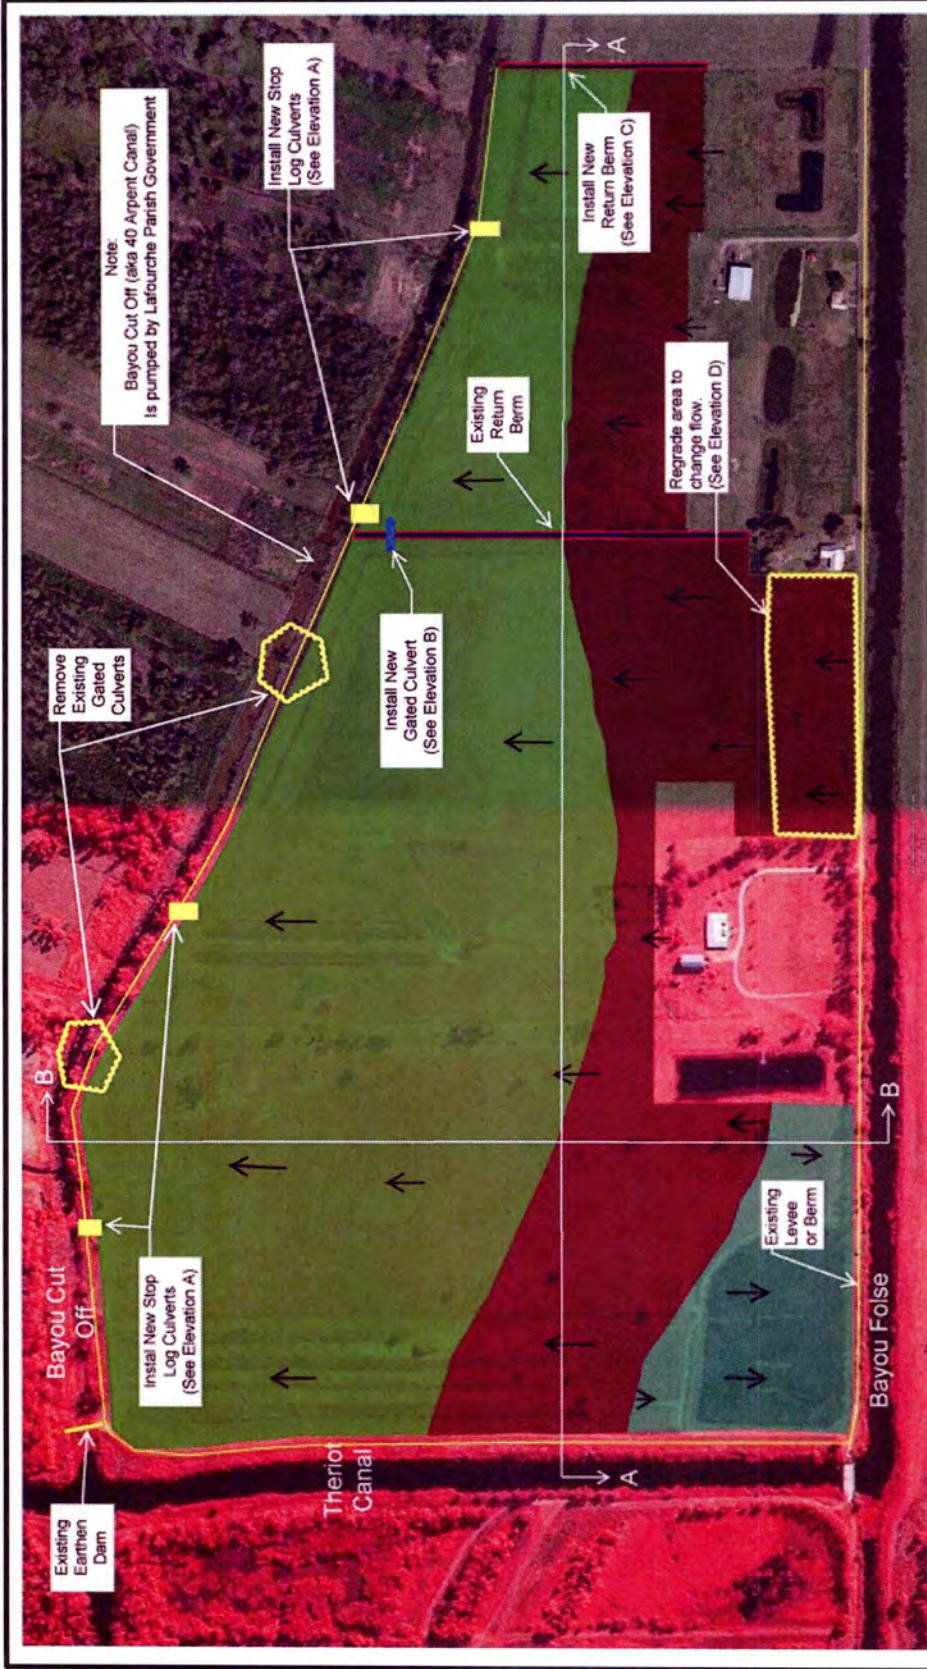 Existing
Earthen
Dam
Bayou Cut
Off
Instal New Stop
Log Culverts
(See Elevation A)
B
Remove
Existing
Gated
Culverts
Note:
Bayou Cut Off (aka 40 Arpent Canal)
Is pumped by Lafourche Parish Government
Install New Stop
Log Culverts
(See Elevation A)
Theriot
Canal
Install New
Gated Culvert
(See Elevation B)
Existing
Return
Berm
A
A
Install New
Return Berm
(See Elevation C)
Regrade area to
change flow.
(See Elevation D)
Existing
Levee
or Berm
B
Bayou Folse